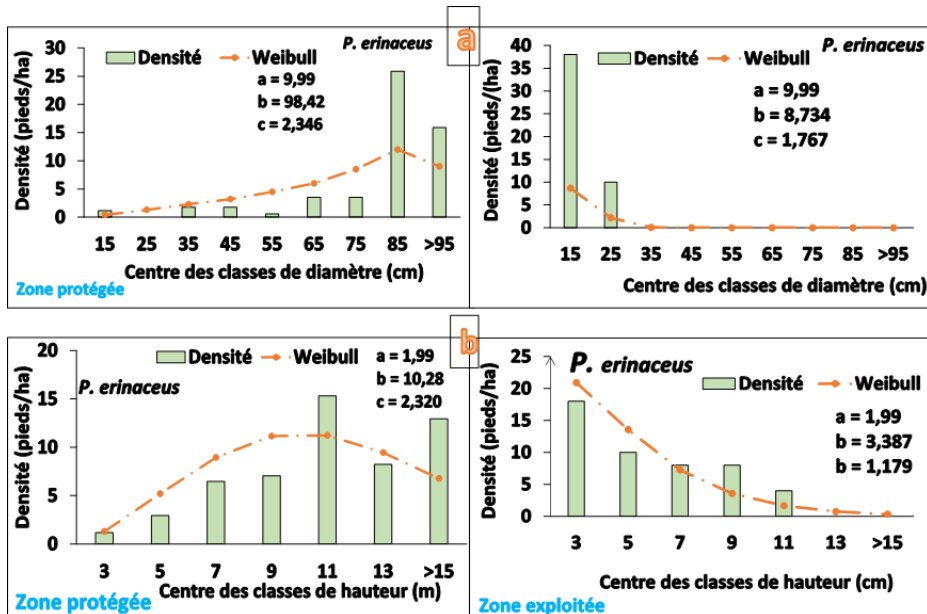 a
P. erinaceus
Densité Weibull
a = 9,99
b = 98,42
c = 2,346
Densité (pieds/ha)
30
25
20
15
10
5
0
15 25 35 45 55 65 75 85 >95
Centre des classes de diamètre (cm)
Zone protégée
P. erinaceus
Densité Weibull
a = 9,99
b = 8,734
c = 1,767
Densité (pieds/(ha)
40
35
30
25
20
15
10
5
0
15 25 35 45 55 65 75 85 >95
Centre des classes de diamètre (cm)
b
Densité Weibull
P. erinaceus
a = 1,99
b = 10,28
c = 2,320
Densité (pieds/ha)
20
15
10
5
0
3 5 7 9 11 13 >15
Centre des classes de hauteur (m)
Zone protégée
P. erinaceus
Densité Weibull
a = 1,99
b = 3,387
b = 1,179
Densité (pieds/ha)
25
20
15
10
5
0
3 5 7 9 11 13 >15
Centre des classes de hauteur (cm)
Zone exploitée